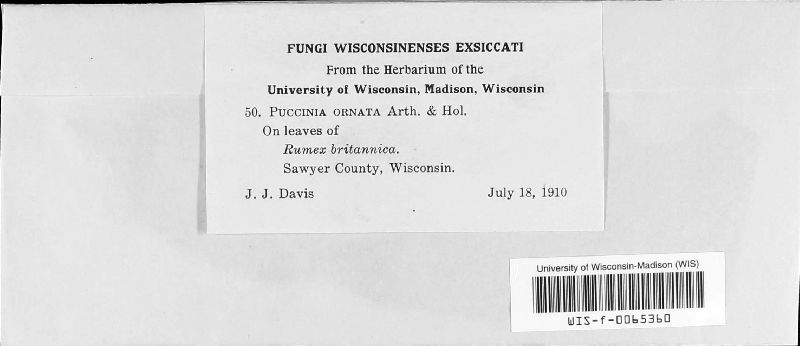 FUNGI WISCONSINENSES EXSICCATI
From the Herbarium of the
University of Wisconsin, Madison, Wisconsin
50. PUCCINIA ORNATA Arth. & Hol.
On leaves of
Rumex britannica.
Sawyer County, Wisconsin.
J. J. Davis July 18, 1910
University of Wisconsin-Madison (WIS)
WIS-f-0065360